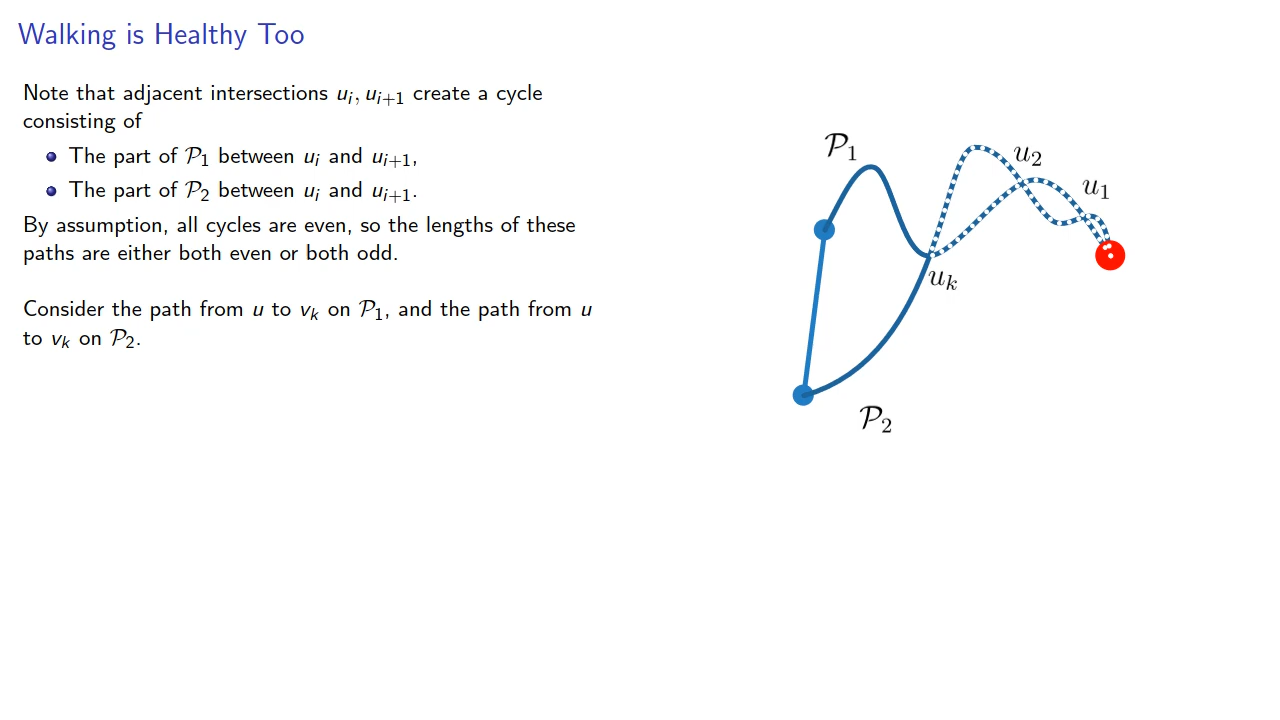 Walking is Healthy Too
Note that adjacent intersections u_i, u_{i+1} create a cycle
consisting of
The part of P_1 between u_i and u_{i+1},
The part of P_2 between u_i and u_{i+1}.
By assumption, all cycles are even, so the lengths of these
paths are either both even or both odd.
Consider the path from u to v_k on P_1, and the path from u
to v_k on P_2.
P_1
u_2
u_1
u_k
P_2